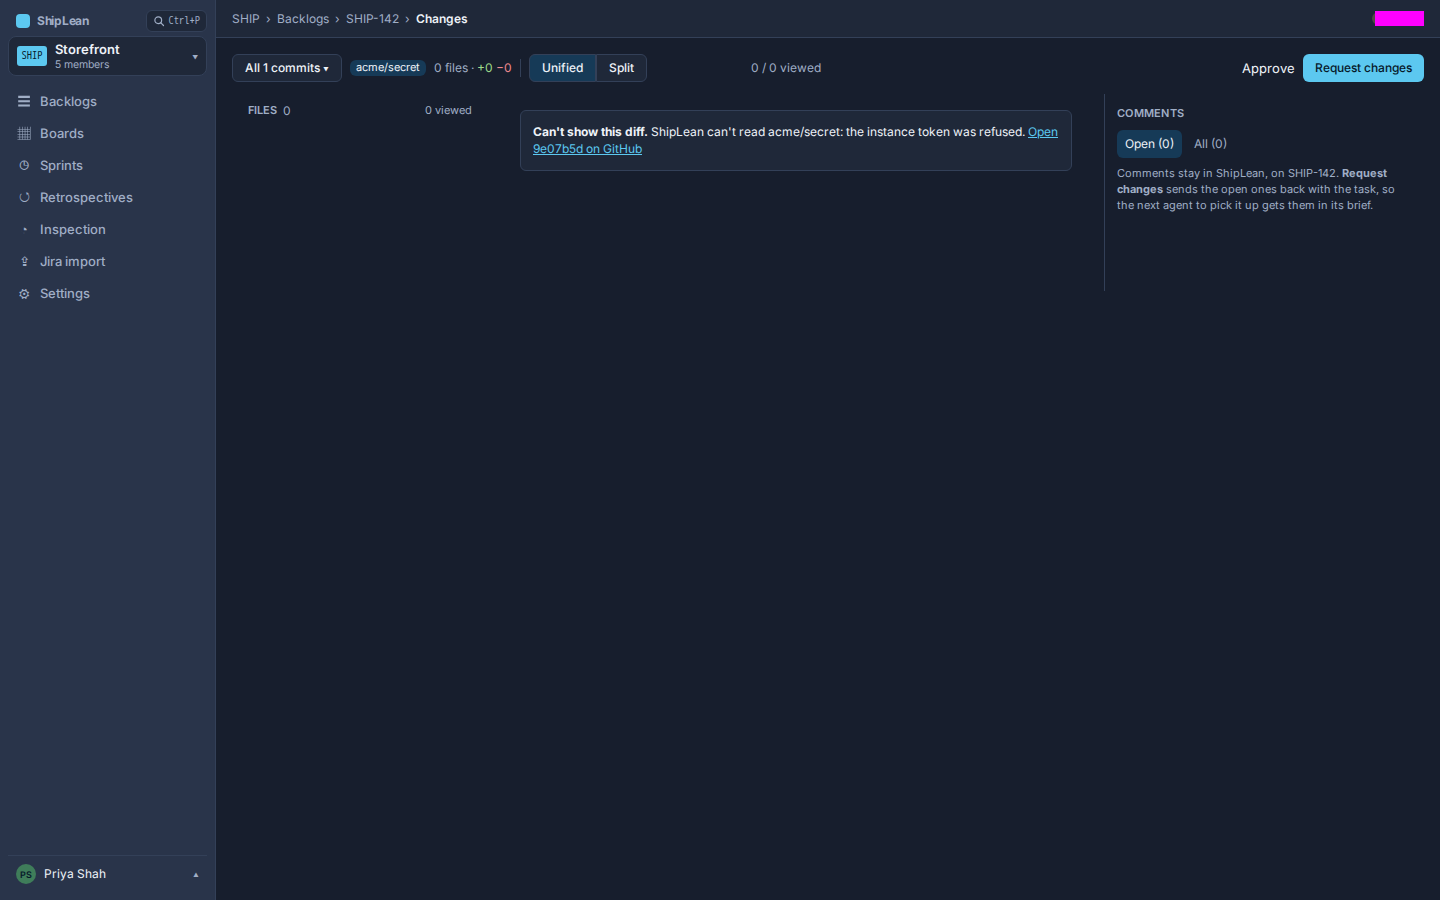 ShipLean
Ctrl+P
SHIP
Storefront
5 members
Backlogs
Boards
Sprints
Retrospectives
Inspection
Jira import
Settings
PS
Priya Shah
SHIP › Backlogs › SHIP-142 › Changes
All 1 commits
acme/secret
0 files · +0 −0
Unified
Split
0 / 0 viewed
Approve
Request changes
FILES 0
0 viewed
Can't show this diff. ShipLean can't read acme/secret: the instance token was refused. Open
9e07b5d on GitHub
COMMENTS
Open (0)
All (0)
Comments stay in ShipLean, on SHIP-142. Request
changes sends the open ones back with the task, so
the next agent to pick it up gets them in its brief.